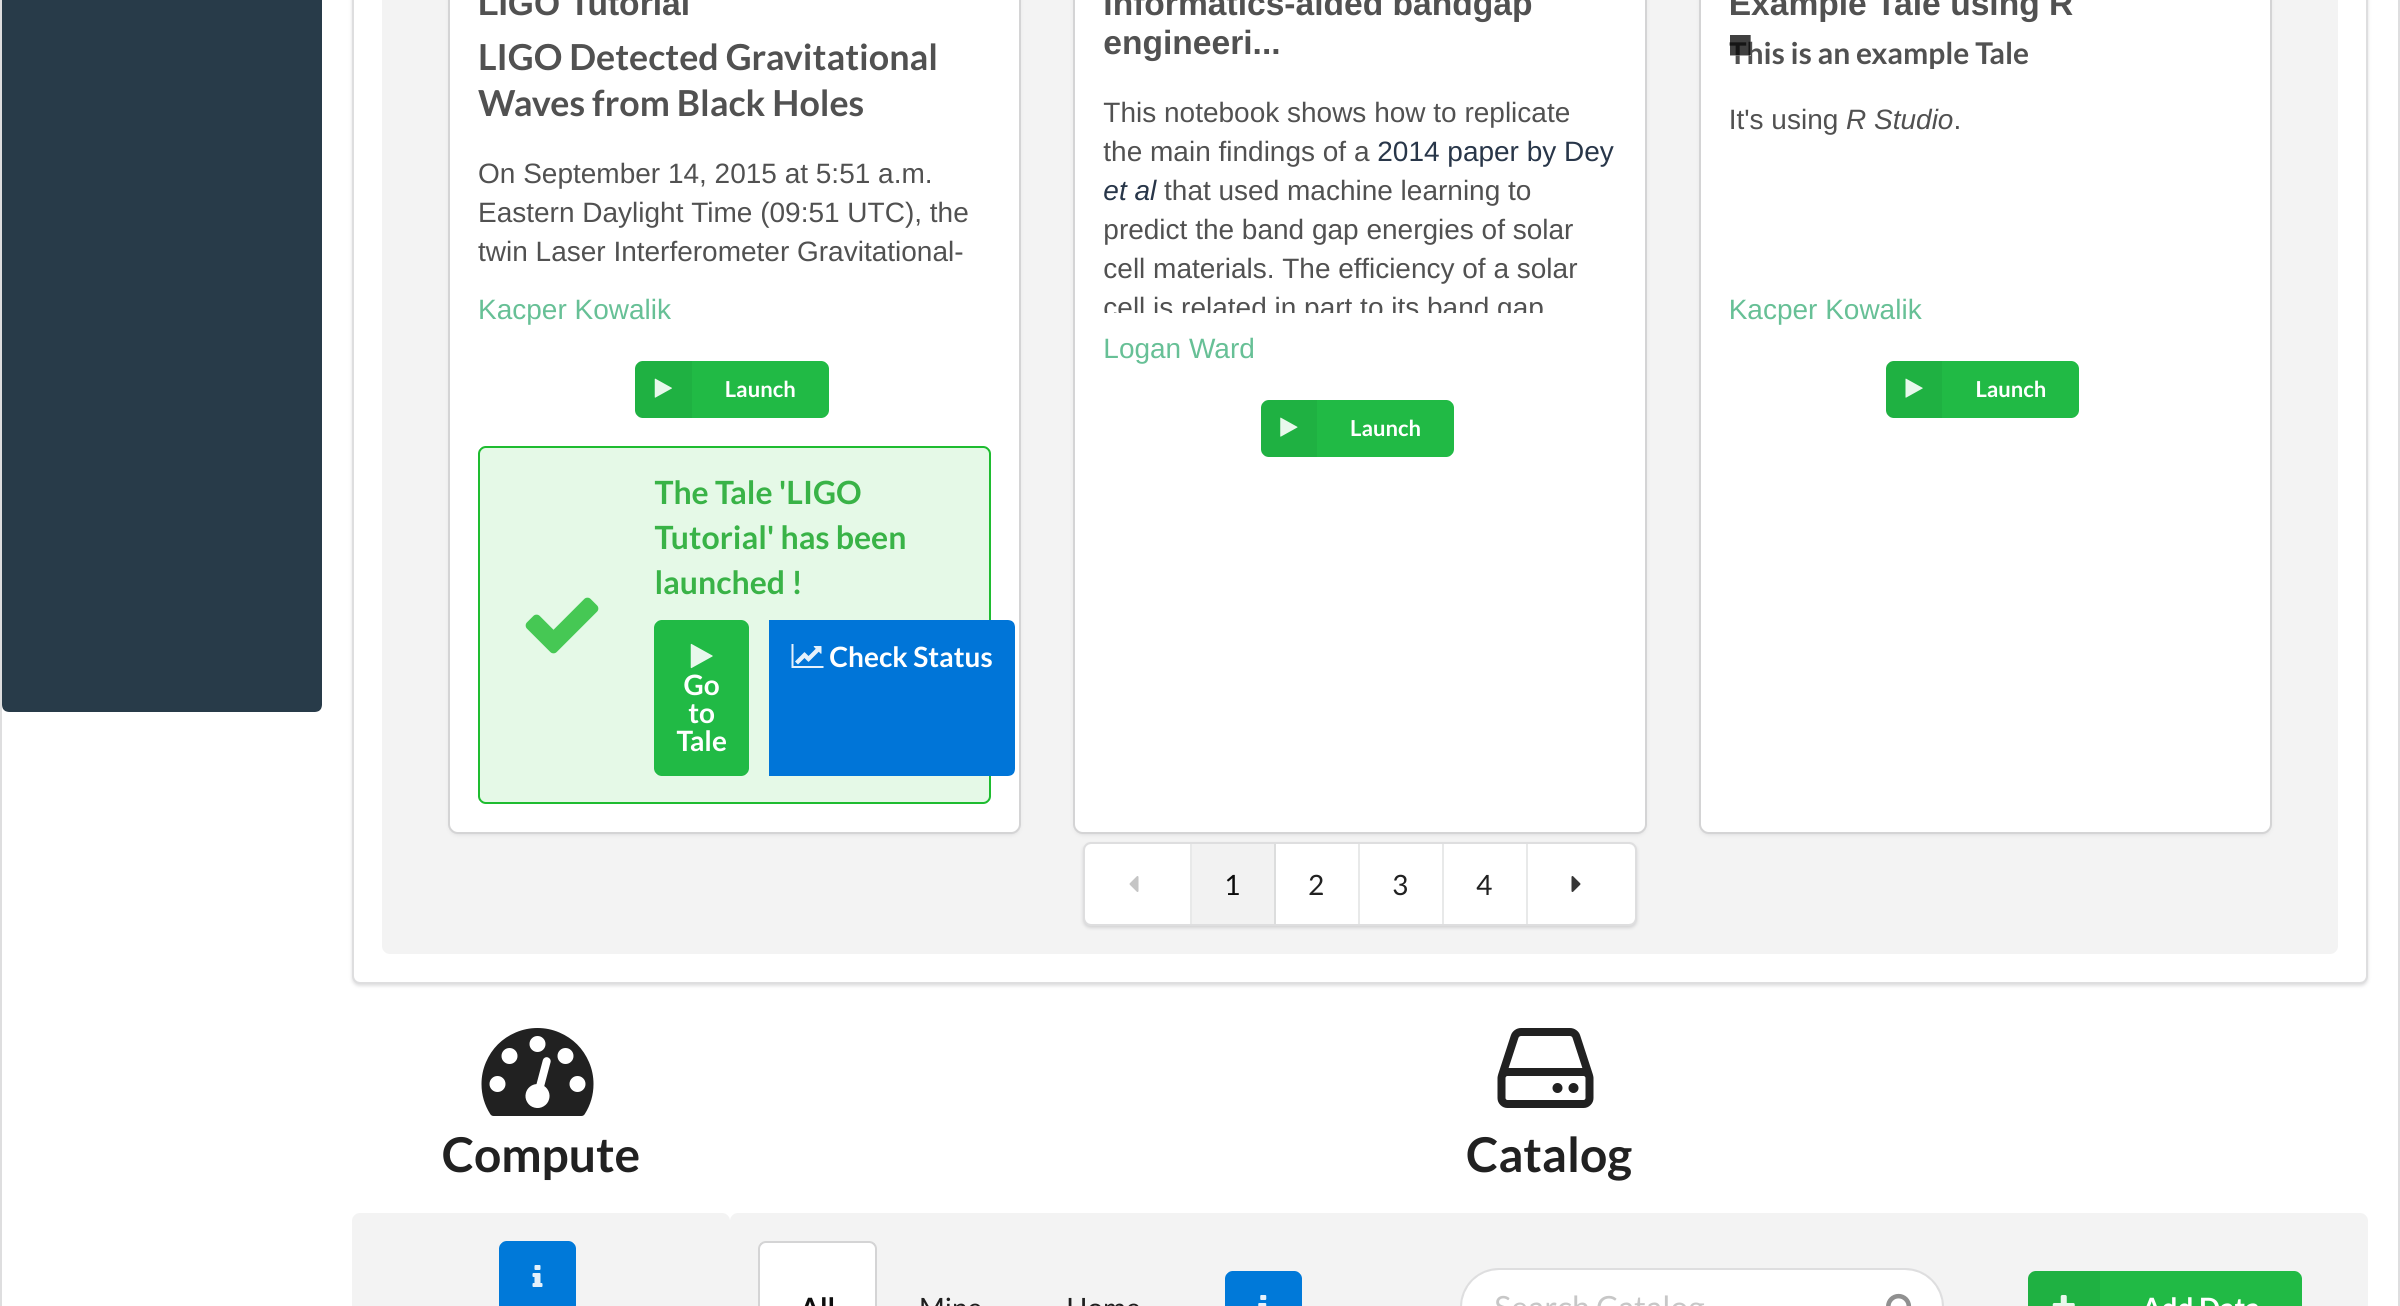 LIGO Tutorial
LIGO Detected Gravitational
Waves from Black Holes
On September 14, 2015 at 5:51 a.m.
Eastern Daylight Time (09:51 UTC), the
twin Laser Interferometer Gravitational-
Kacper Kowalik
Launch
The Tale 'LIGO
Tutorial' has been
launched !
Go
to
Tale
Check Status
Informatics-aided bandgap
engineeri...
This notebook shows how to replicate
the main findings of a 2014 paper by Dey
et al that used machine learning to
predict the band gap energies of solar
cell materials. The efficiency of a solar
cell is related in part to its band gap
Logan Ward
Launch
Example Tale using R
This is an example Tale
It's using R Studio.
Kacper Kowalik
Launch
1 2 3 4
Compute
Catalog
All Mine Home Search Catalog Add Data